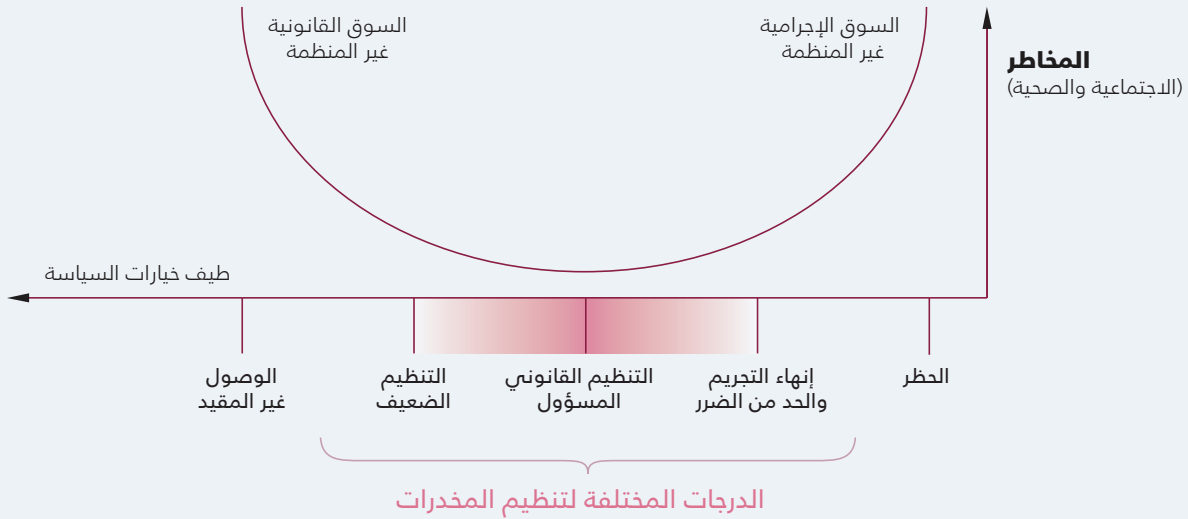 المخاطر
(الاجتماعية والصحية)
السوق الإجرامية
غير المنظمة
السوق القانونية
غير المنظمة
طيف خيارات السياسة
الحظر
إنهاء التجريم
والحد من الضرر
التنظيم القانوني
المسؤول
التنظيم
الضعيف
الوصول
غير المقيد
الدرجات المختلفة لتنظيم المخدرات